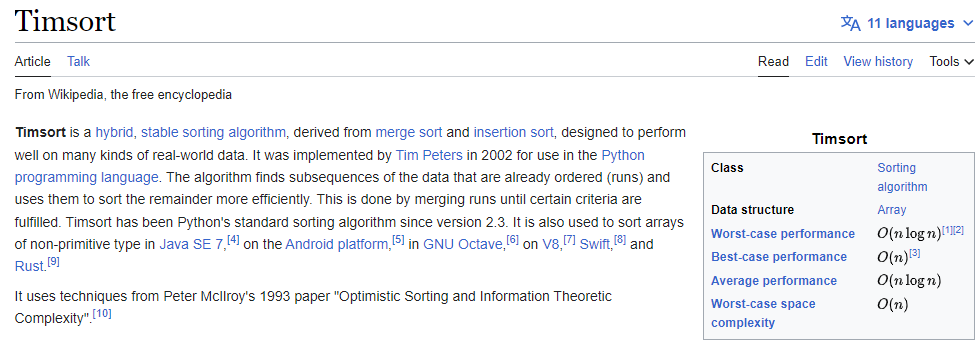 Timsort
11 languages
Article Talk
Read Edit View history Tools
From Wikipedia, the free encyclopedia
Timsort is a hybrid, stable sorting algorithm, derived from merge sort and insertion sort, designed to perform
well on many kinds of real-world data. It was implemented by Tim Peters in 2002 for use in the Python
programming language. The algorithm finds subsequences of the data that are already ordered (runs) and
uses them to sort the remainder more efficiently. This is done by merging runs until certain criteria are
fulfilled. Timsort has been Python's standard sorting algorithm since version 2.3. It is also used to sort arrays
of non-primitive type in Java SE 7,[4] on the Android platform,[5] in GNU Octave,[6] on V8,[7] Swift,[8] and
Rust.[9]
It uses techniques from Peter McIlroy's 1993 paper "Optimistic Sorting and Information Theoretic
Complexity".[10]
Timsort
Class Sorting
algorithm
Data structure Array
Worst-case performance O(n log n)[1][2]
Best-case performance O(n)[3]
Average performance O(n log n)
Worst-case space O(n)
complexity